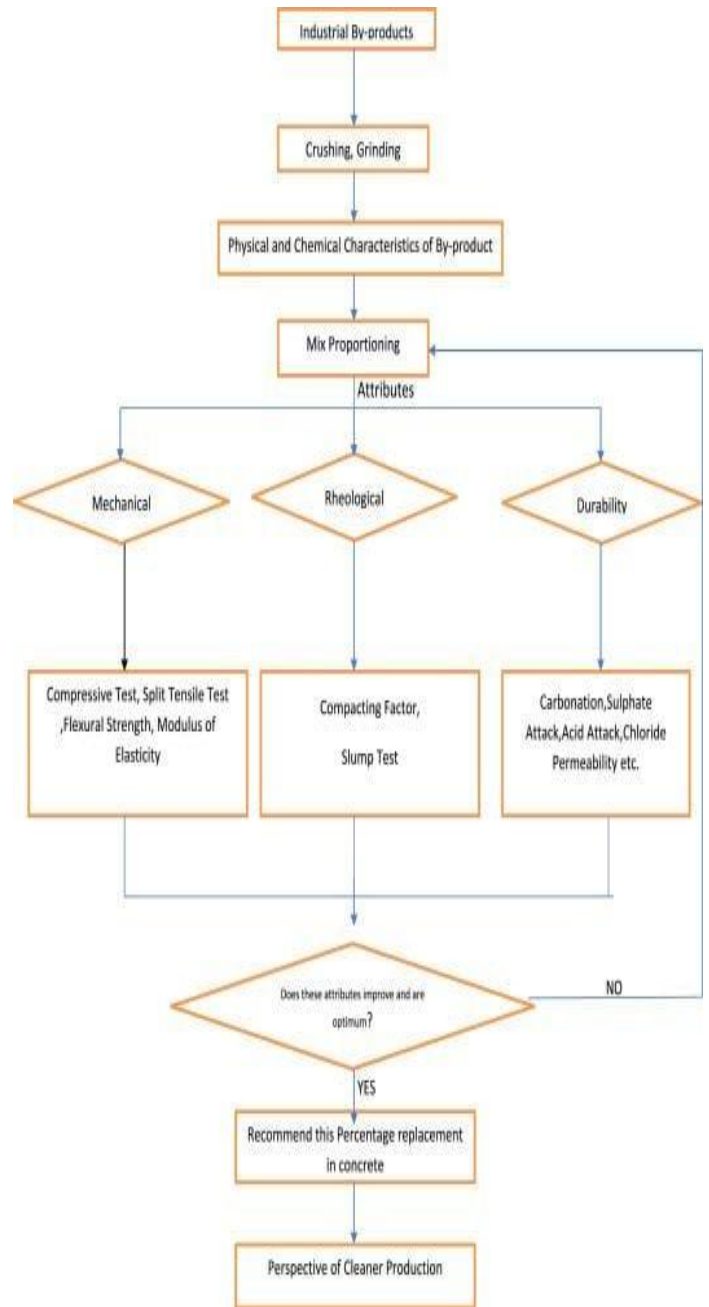 Industrial By-products
Crushing, Grinding
Physical and Chemical Characteristics of By-product
Mix Proportioning
Attributes
Mechanical
Rheological
Durability
Compressive Test, Split Tensile Test
,Flexural Strength, Modulus of
Elasticity
Compacting Factor,
Slump Test
Carbonation,Sulphate
Attack,Acid Attack,Chloride
Permeability etc.
Does these attributes improve and are
optimum?
NO
YES
Recommend this Percentage replacement
in concrete
Perspective of Cleaner Production